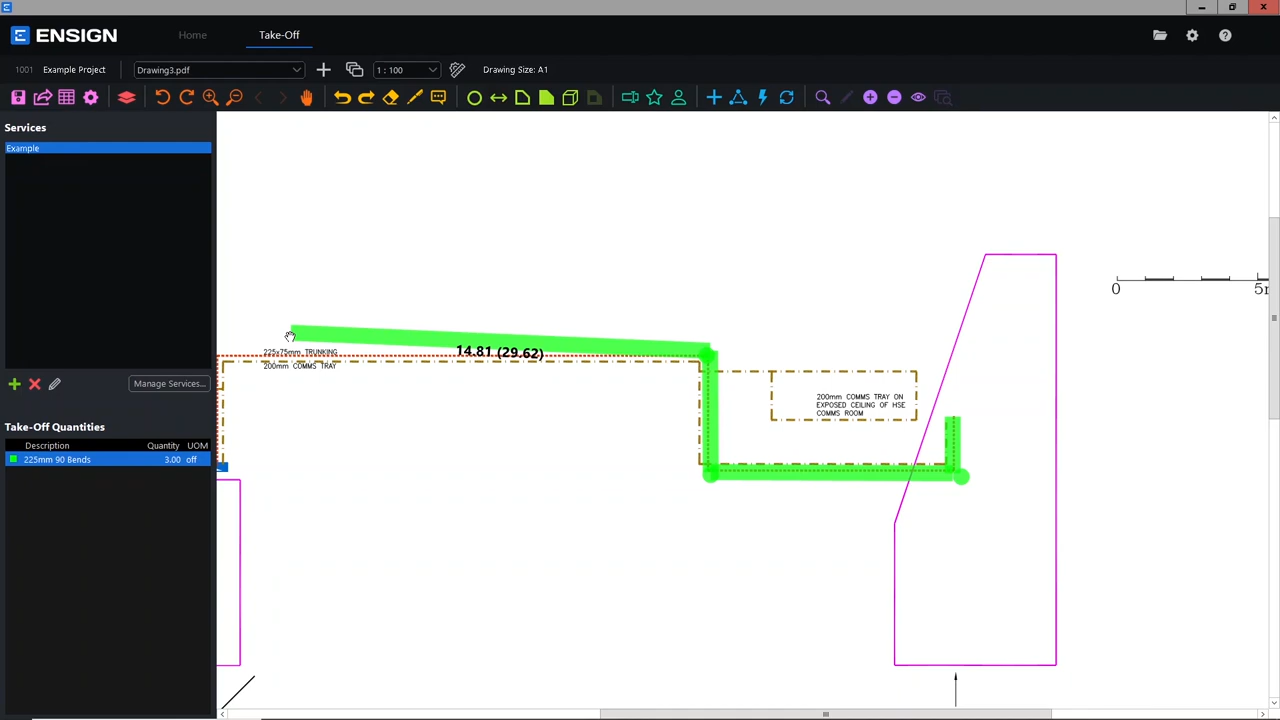 ENSIGN
Home
Take-Off
1001
Example Project
Drawing3.pdf
1 : 100
Drawing Size: A1
Services
Example
Manage Services...
Take-Off Quantities
Description Quantity UOM
225mm 90 Bends 3.00 off
225x75mm TRUNKING
14.81 (29.62)
200mm COMMS TRAY
200mm COMMS TRAY ON
EXPOSED CEILING OF HSE
COMMS ROOM
0